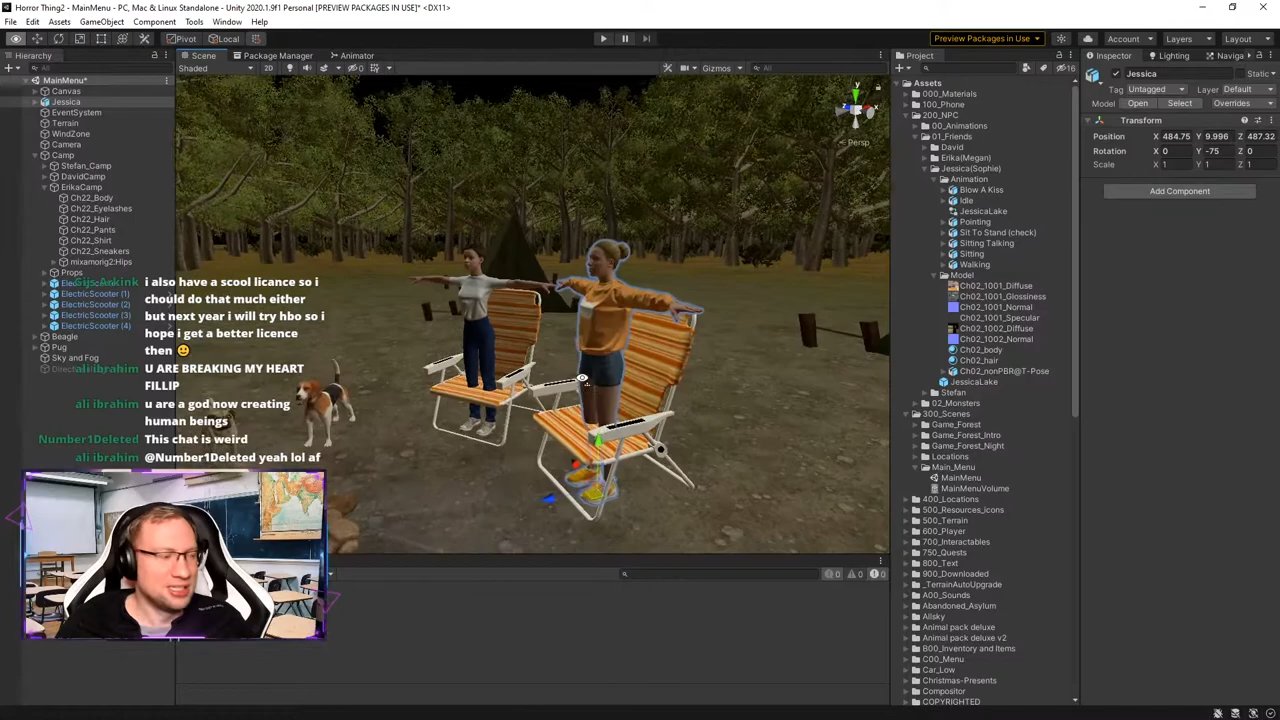 Horror Thing2 - MainMenu - PC, Mac & Linux Standalone - Unity 2020.1.9f1 Personal [PREVIEW PACKAGES IN USE]* <DX11>
File Edit Assets GameObject Component Tools Window Help
Pivot Local Preview Packages in Use Account Layers Layout
Hierarchy
All
MainMenu*
Canvas
Jessica
EventSystem
Terrain
WindZone
Camera
Camp
Stefan_Camp
DavidCamp
ErikaCamp
Ch22_Body
Ch22_Eyelashes
Ch22_Hair
Ch22_Pants
Ch22_Shirt
Ch22_Sneakers
mixamorig2:Hips
Props
ElectricScooter (1)
ElectricScooter (2)
ElectricScooter (3)
ElectricScooter (4)
Beagle
Pug
Sky and Fog
Gijs Arkink i also have a scool licance so i
chould do that much either
but next year i will try hbo so i
hope i get a better licence
then
ali ibrahim U ARE BREAKING MY HEART
FILLIP
ali ibrahim u are a god now creating
human beings
Number1Deleted This chat is weird
ali ibrahim @Number1Deleted yeah lol af
Scene Package Manager Animator
Shaded 2D 0 Gizmos All
y
x
Persp
0 0 0
Project
16
Assets
000_Materials
100_Phone
200_NPC
00_Animations
01_Friends
David
Erika(Megan)
Jessica(Sophie)
Animation
Blow A Kiss
Idle
JessicaLake
Pointing
Sit To Stand (check)
Sitting Talking
Sitting
Walking
Model
Ch02_1001_Diffuse
Ch02_1001_Glossiness
Ch02_1001_Normal
Ch02_1001_Specular
Ch02_1002_Diffuse
Ch02_1002_Normal
Ch02_body
Ch02_hair
Ch02_nonPBR@T-Pose
JessicaLake
Stefan
02_Monsters
300_Scenes
Game_Forest
Game_Forest_Intro
Game_Forest_Night
Locations
Main_Menu
MainMenu
MainMenuVolume
400_Locations
500_Resources_icons
500_Terrain
600_Player
700_Interactables
750_Quests
800_Text
900_Downloaded
_TerrainAutoUpgrade
A00_Sounds
Abandoned_Asylum
Allsky
Animal pack deluxe
Animal pack deluxe v2
B00_Inventory and Items
C00_Menu
Car_Low
Christmas-Presents
Compositor
COPYRIGHTED
Inspector Lighting Naviga
Jessica Static
Tag Untagged Layer Default
Model Open Select Overrides
Transform
Position X 484.75 Y 9.996 Z 487.32
Rotation X 0 Y -75 Z 0
Scale X 1 Y 1 Z 1
Add Component